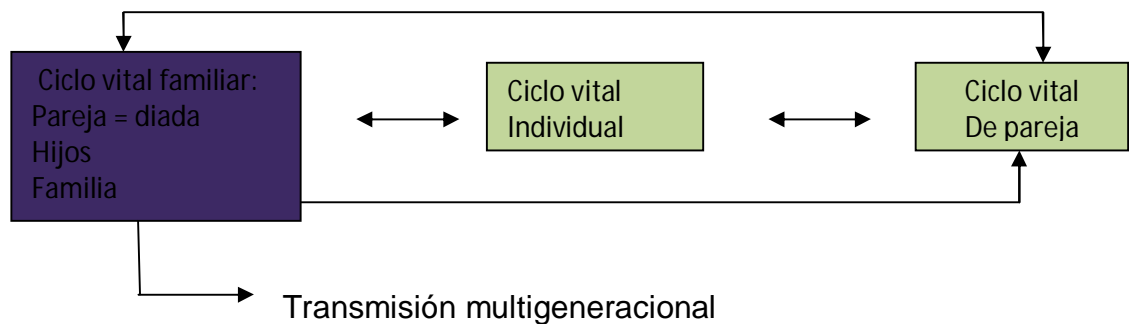 Ciclo vital familiar:
Pareja = diada
Hijos
Familia
Ciclo vital
Individual
Ciclo vital
De pareja
Transmisión multigeneracional